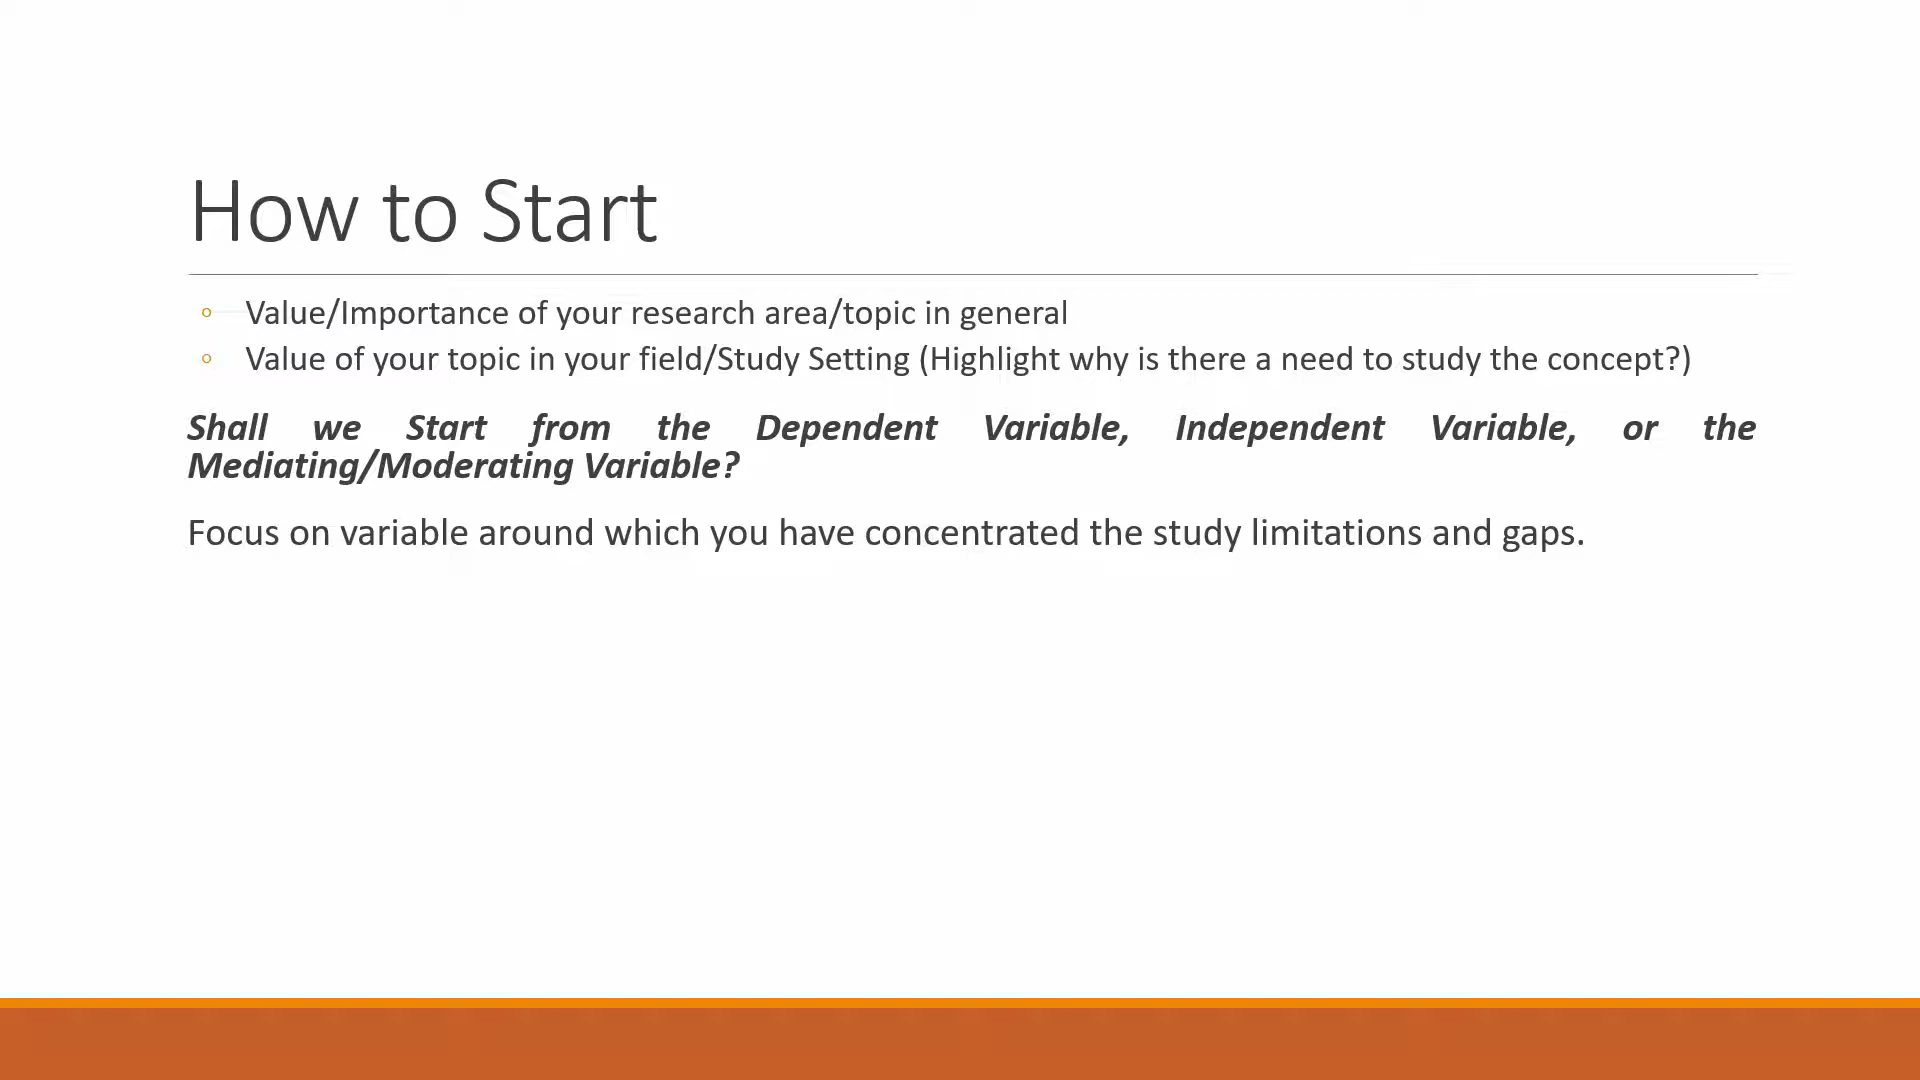 How to Start
Value/Importance of your research area/topic in general
Value of your topic in your field/Study Setting (Highlight why is there a need to study the concept?)
Shall we Start from the Dependent Variable, Independent Variable, or the
Mediating/Moderating Variable?
Focus on variable around which you have concentrated the study limitations and gaps.